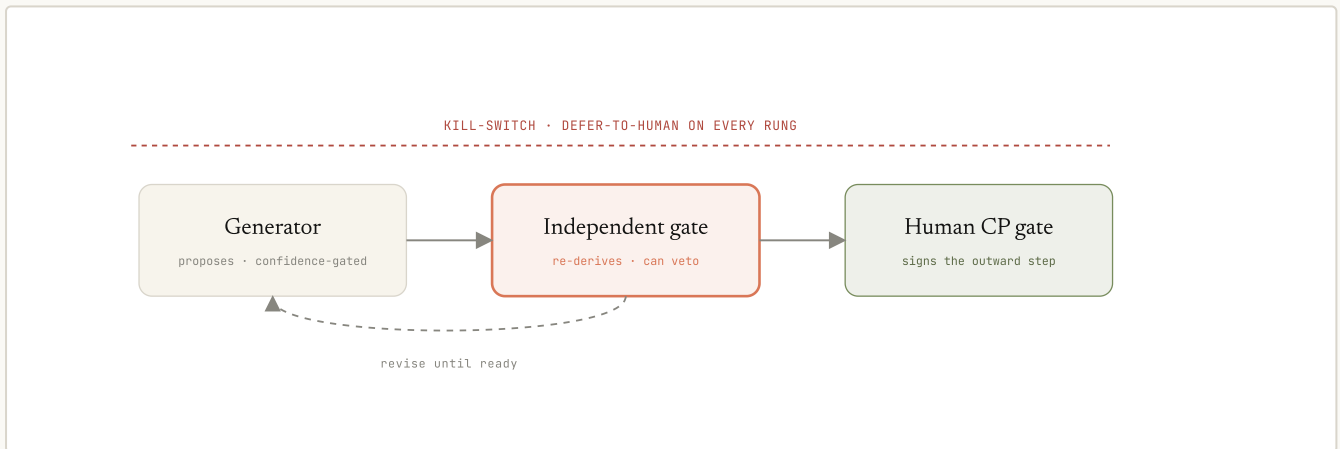 KILL-SWITCH · DEFER-TO-HUMAN ON EVERY RUNG
Generator
proposes · confidence-gated
Independent gate
re-derives · can veto
Human CP gate
signs the outward step
revise until ready